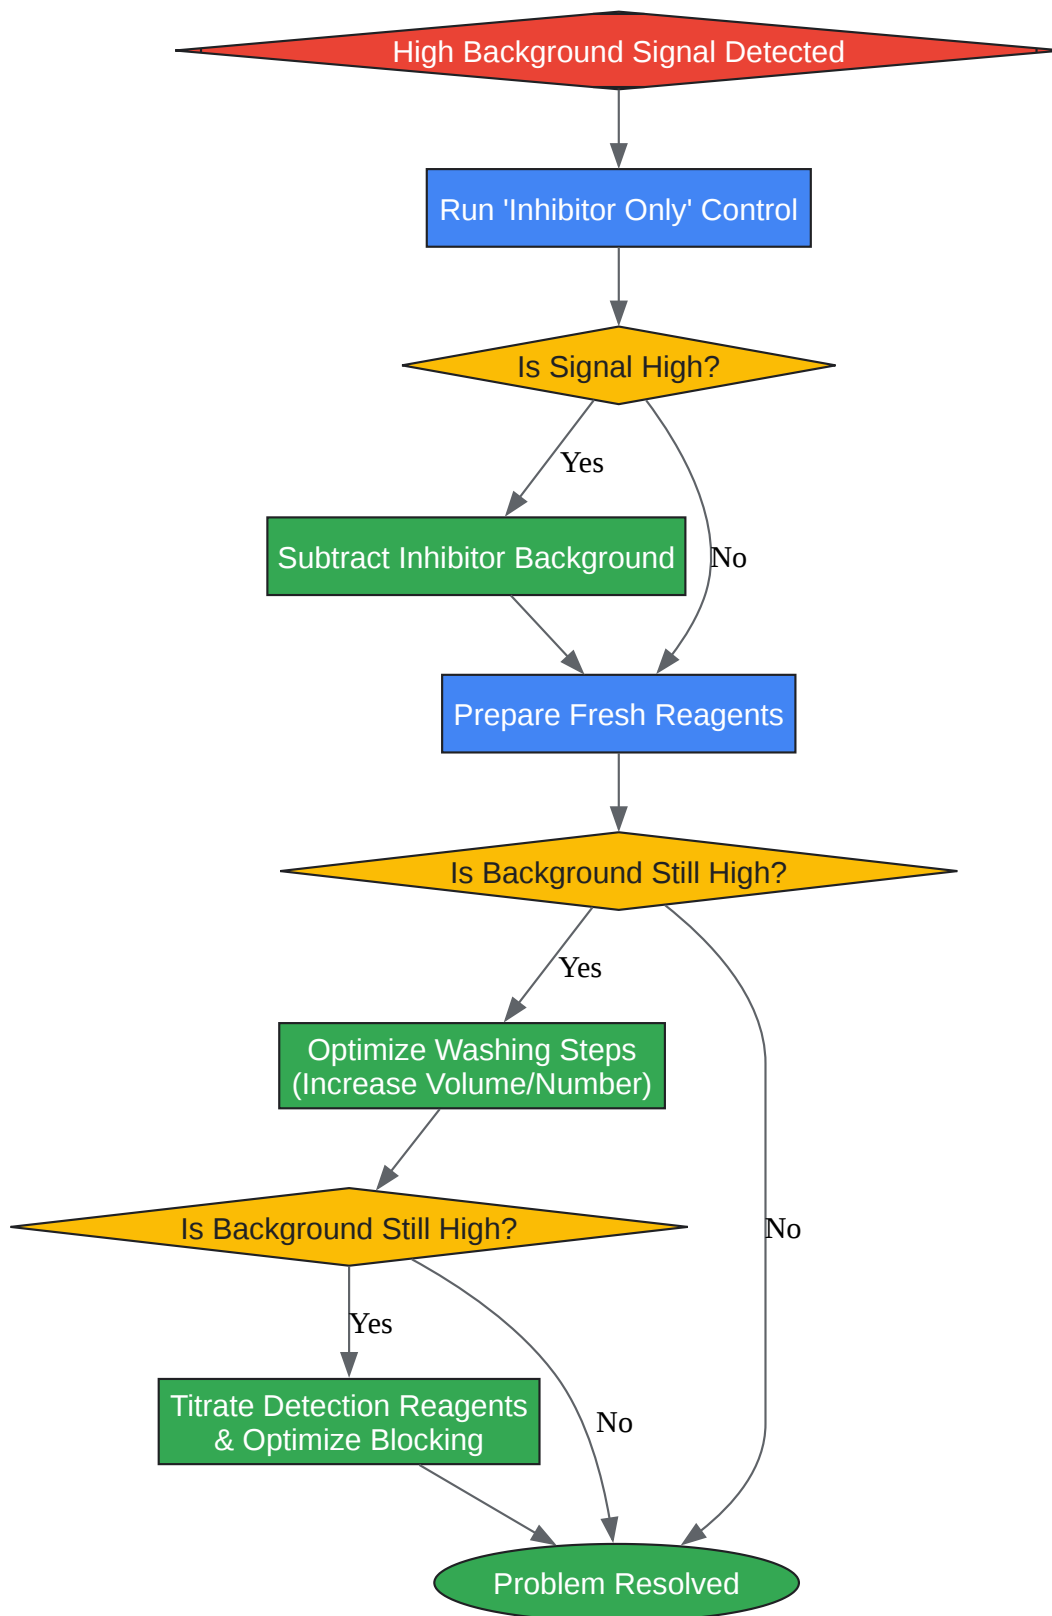 High Background Signal Detected
Run 'Inhibitor Only' Control
Is Signal High?
Yes
Subtract Inhibitor Background
No
Prepare Fresh Reagents
Is Background Still High?
Yes
Optimize Washing Steps
(Increase Volume/Number)
Is Background Still High?
No
Yes
Titrate Detection Reagents
& Optimize Blocking
No
Problem Resolved